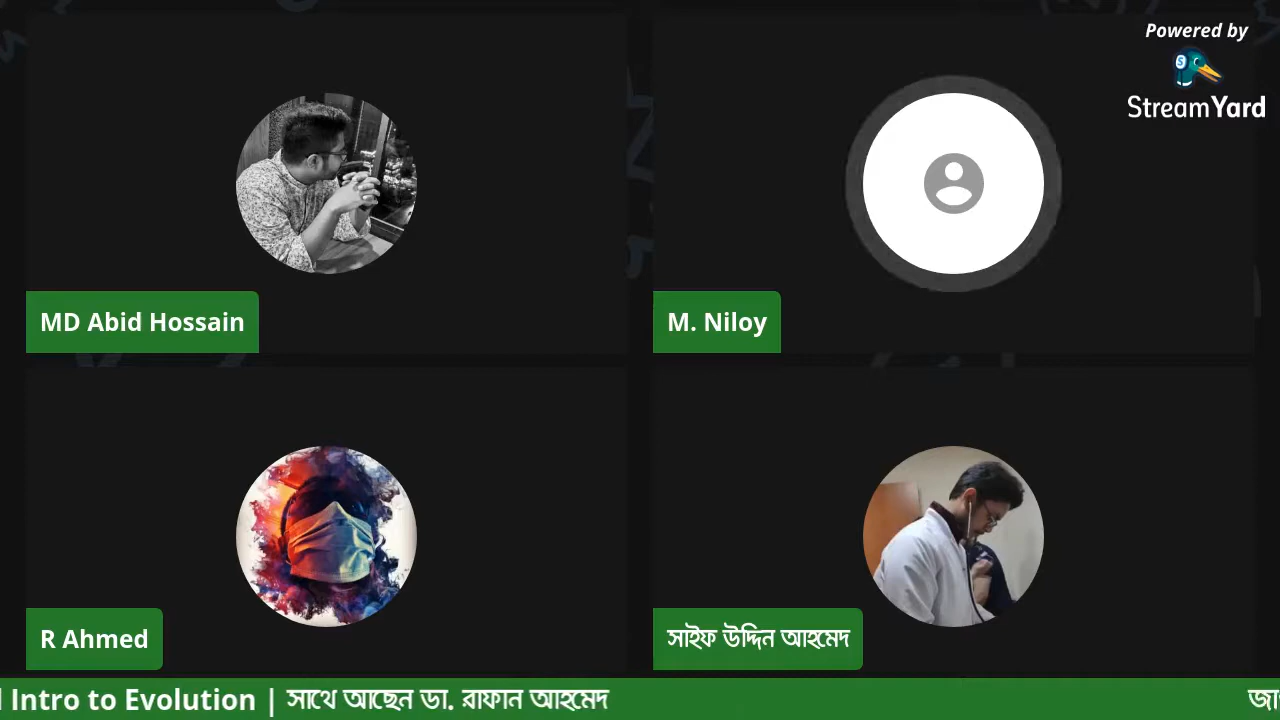 Powered by
StreamYard
MD Abid Hossain
M. Niloy
R Ahmed
সাইফ উদ্দিন আহমেদ
Intro to Evolution | সাথে আছেন ডা. রাফান আহমেদ